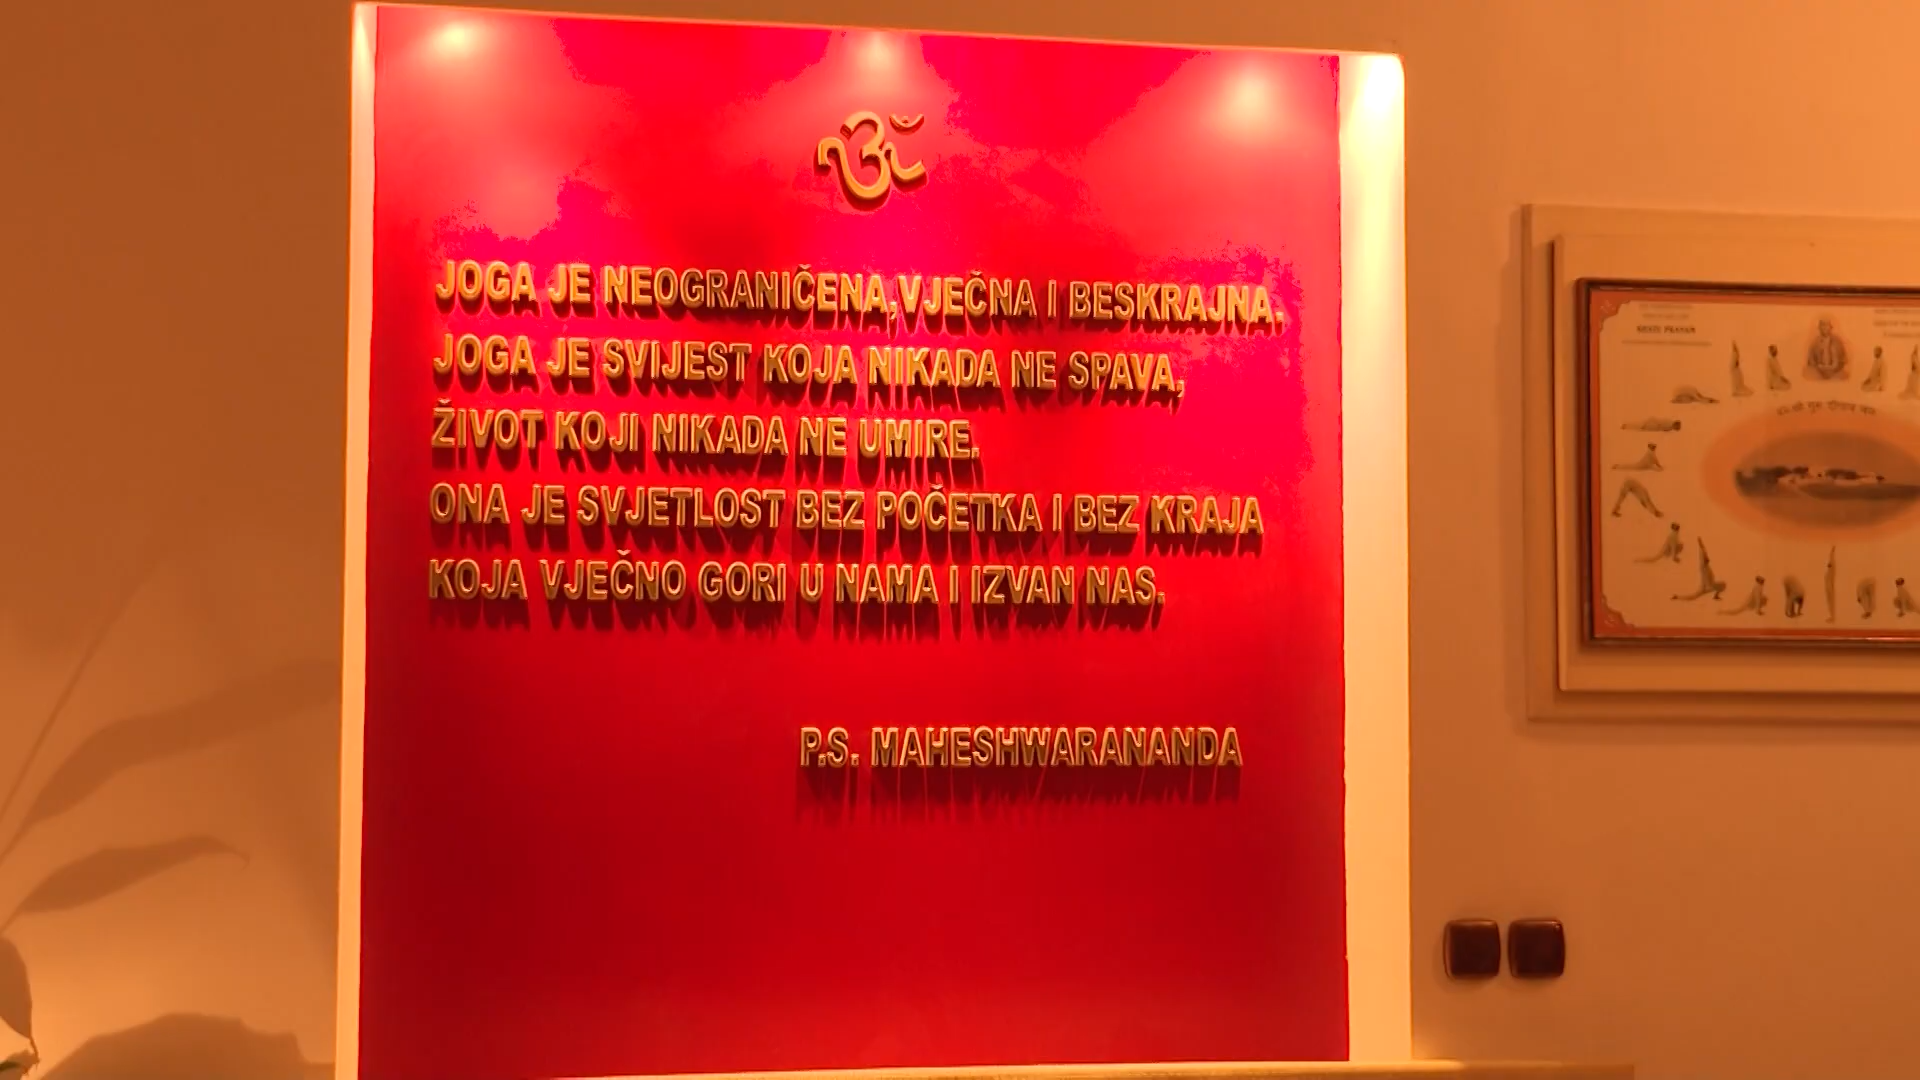 ॐ
JOGA JE NEOGRANIČENA,VJEČNA I BESKRAJNA.
JOGA JE SVIJEST KOJA NIKADA NE SPAVA,
ŽIVOT KOJI NIKADA NE UMIRE.
ONA JE SVJETLOST BEZ POČETKA I BEZ KRAJA
KOJA VJEČNO GORI U NAMA I IZVAN NAS.
P.S. MAHESHWARANANDA